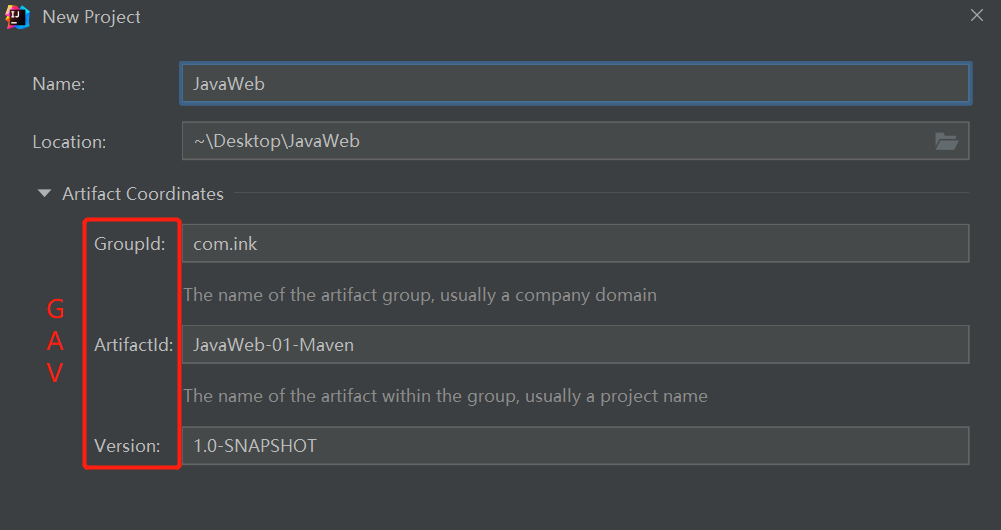 New Project
Name: JavaWeb
Location: ~\Desktop\JavaWeb
Artifact Coordinates
GroupId: com.ink
The name of the artifact group, usually a company domain
G
A
V
ArtifactId: JavaWeb-01-Maven
The name of the artifact within the group, usually a project name
Version: 1.0-SNAPSHOT